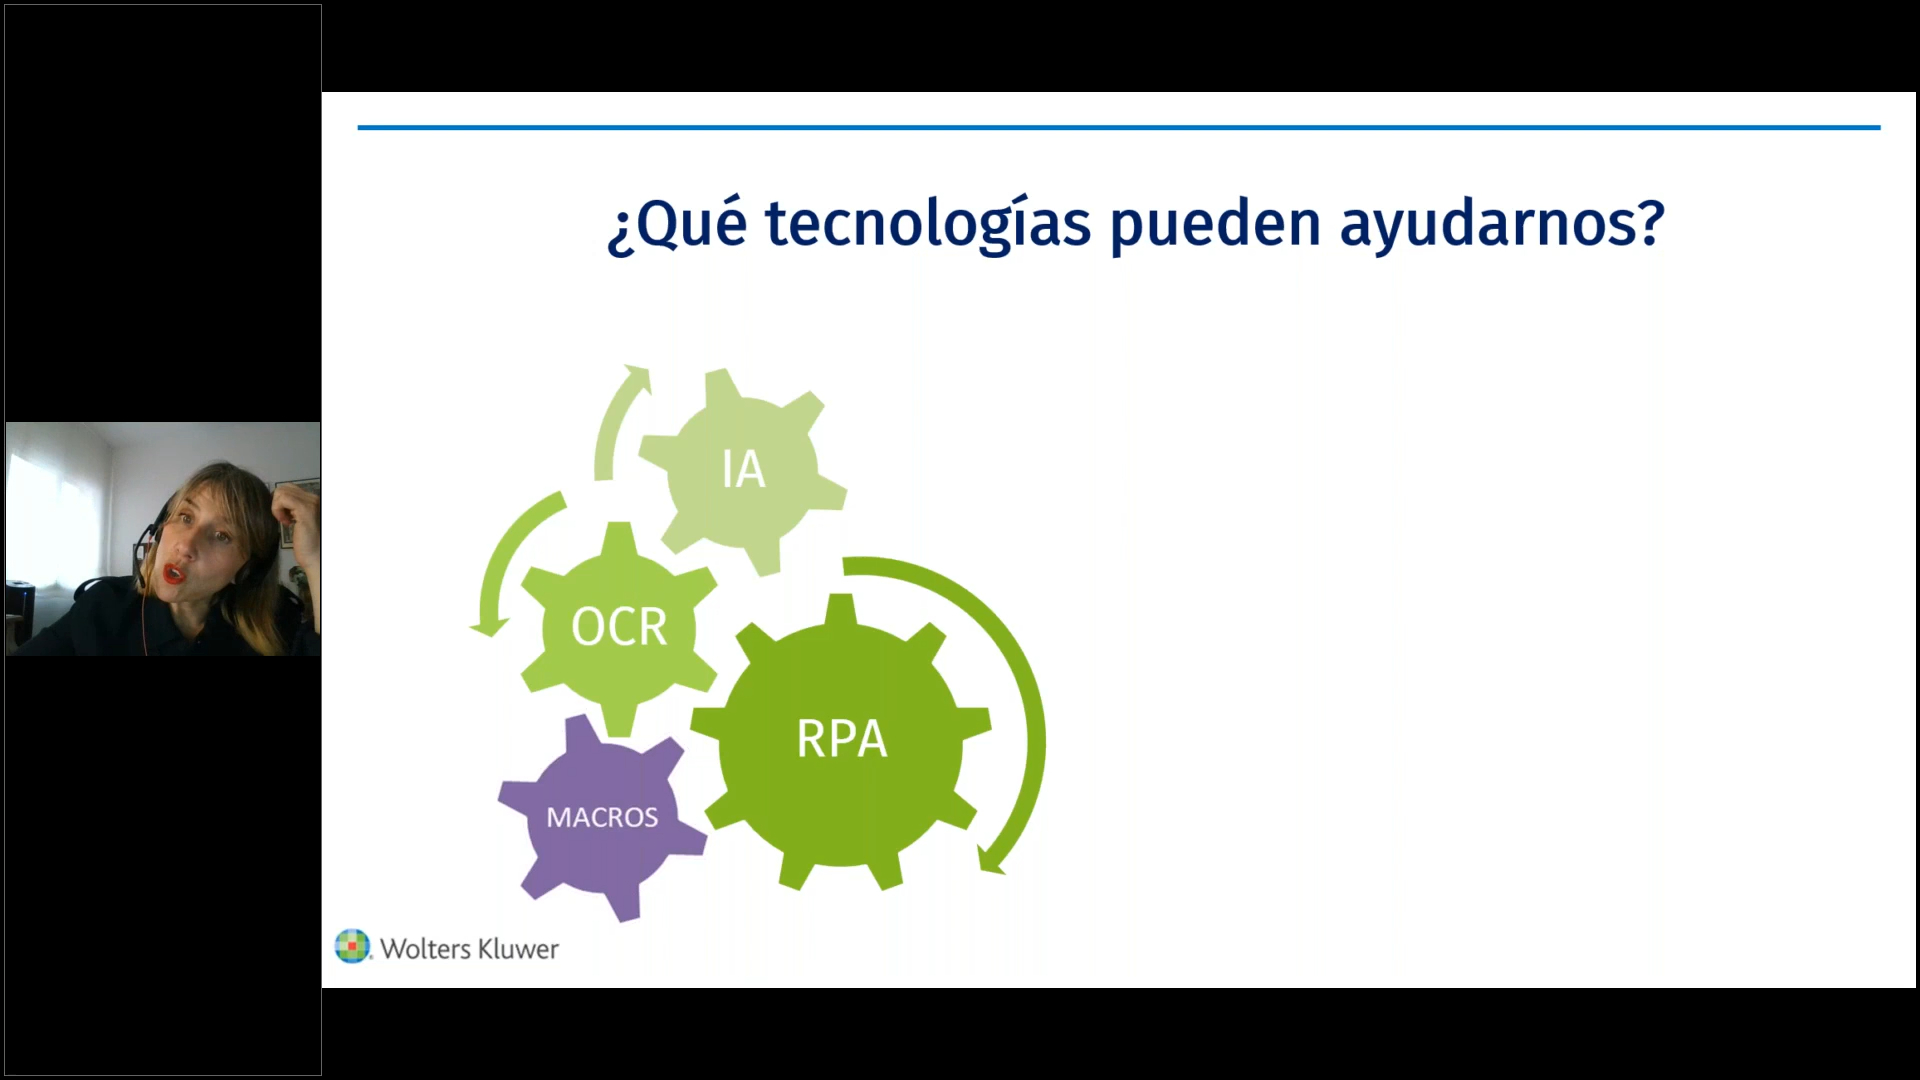 ¿Qué tecnologías pueden ayudarnos?
IA
OCR
RPA
MACROS
Wolters Kluwer